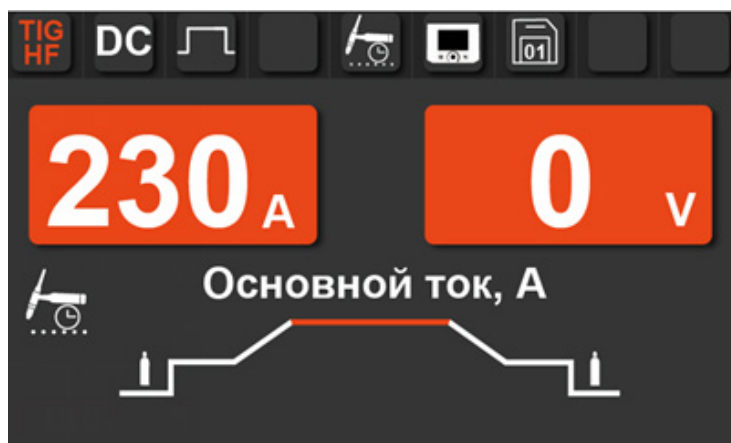 TIG
HF
DC
01
230 A
0 V
Основной ток, А